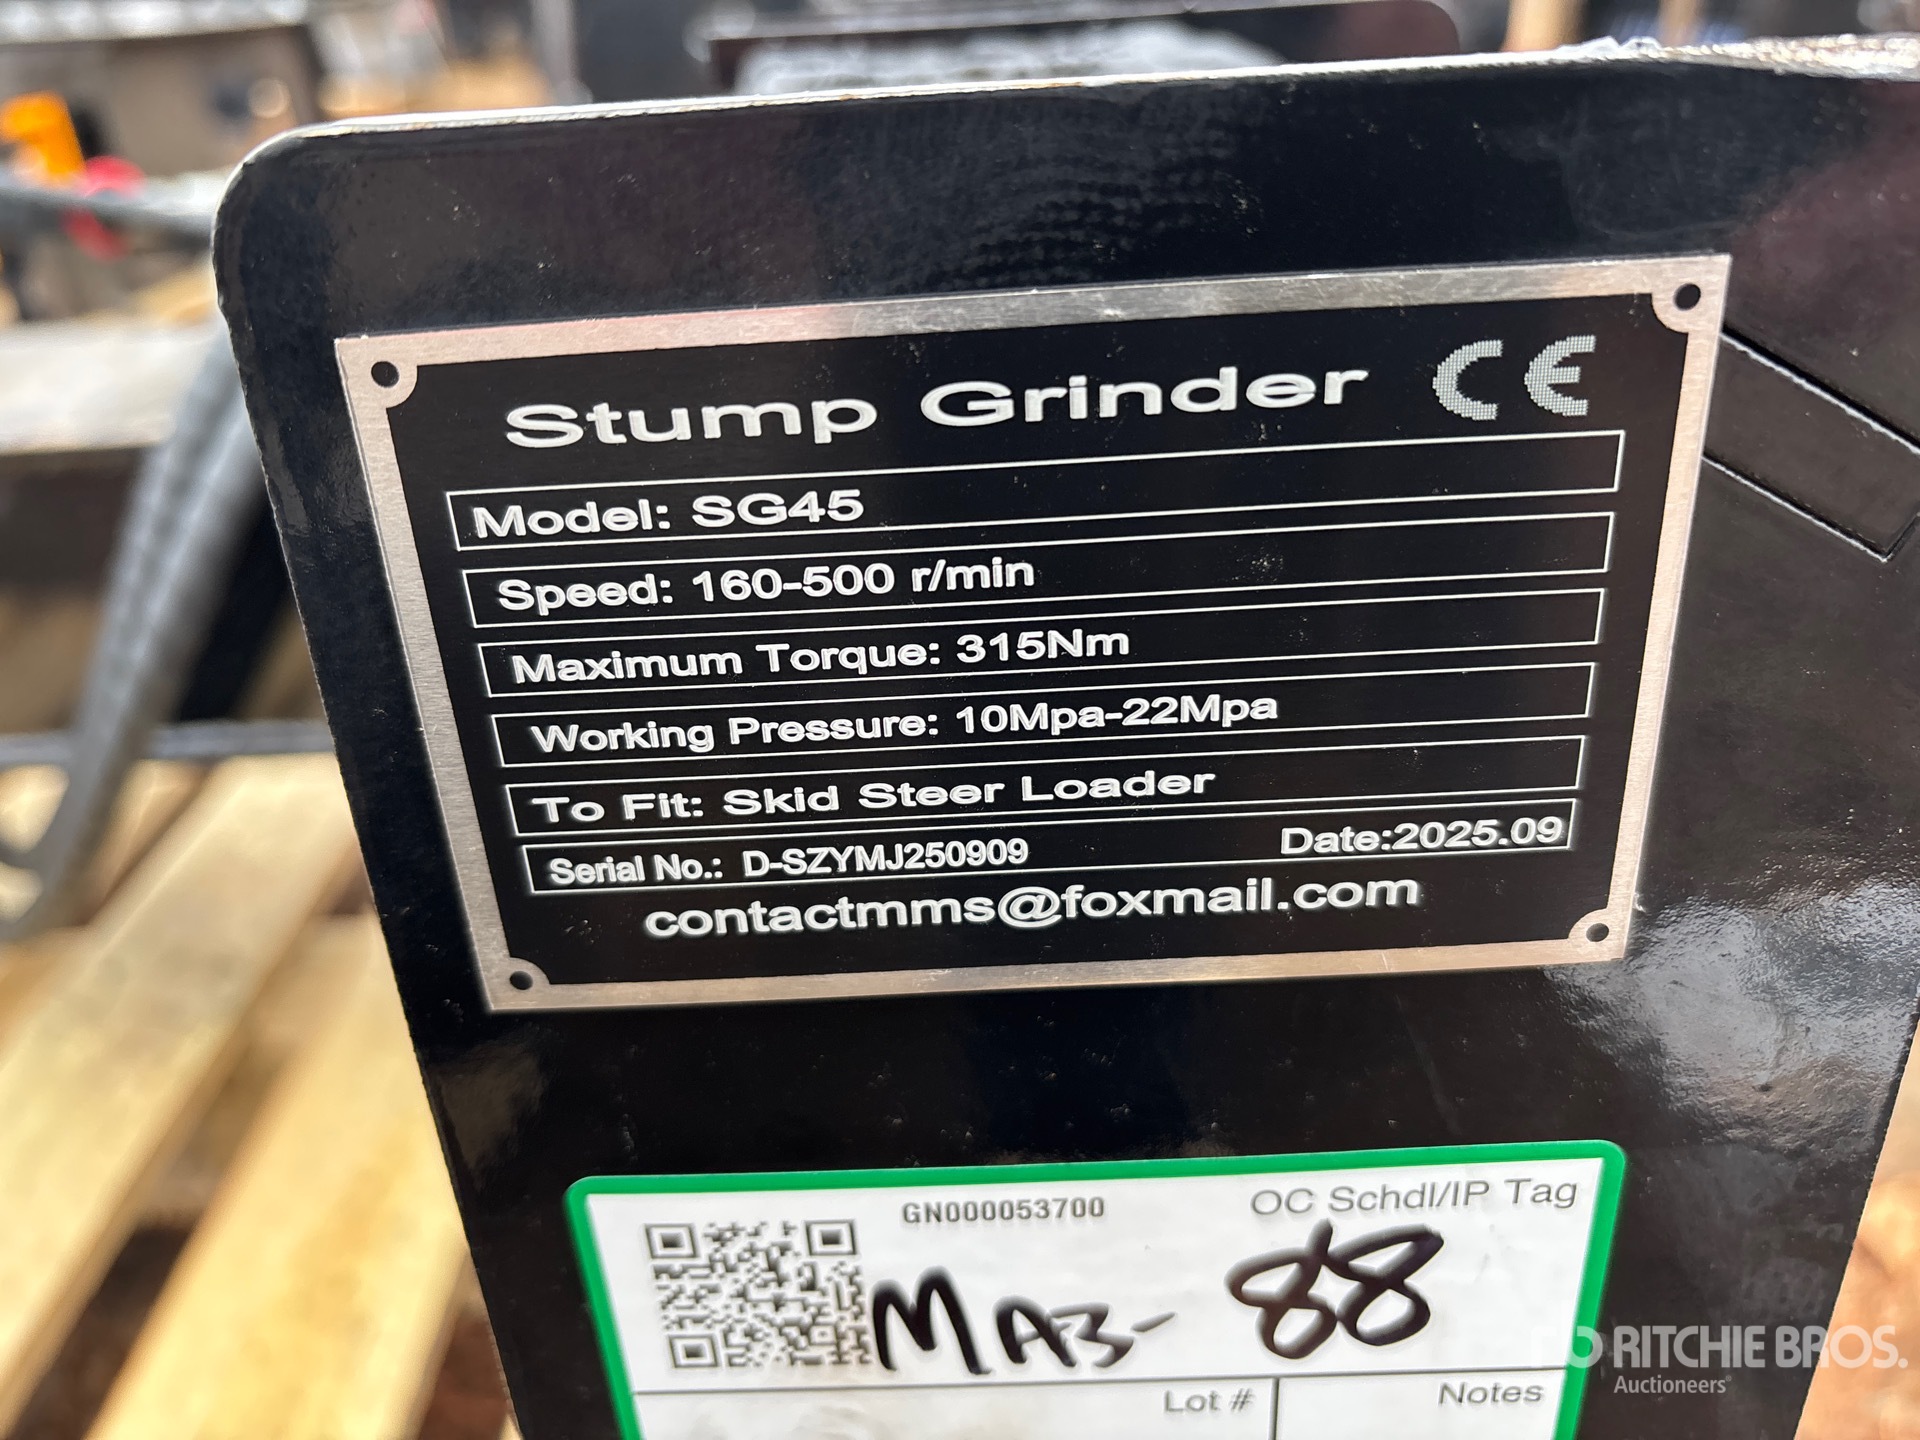 Stump Grinder CE
Model: SG45
Speed: 160-500 r/min
Maximum Torque: 315Nm
Working Pressure: 10Mpa-22Mpa
To Fit: Skid Steer Loader
Serial No.: D-SZYMJ250909 Date:2025.09
contactmms@foxmail.com
GN000053700 OC Schdl/IP Tag
MA3- 88
Lot # Notes
RITCHIE BROS.
Auctioneers